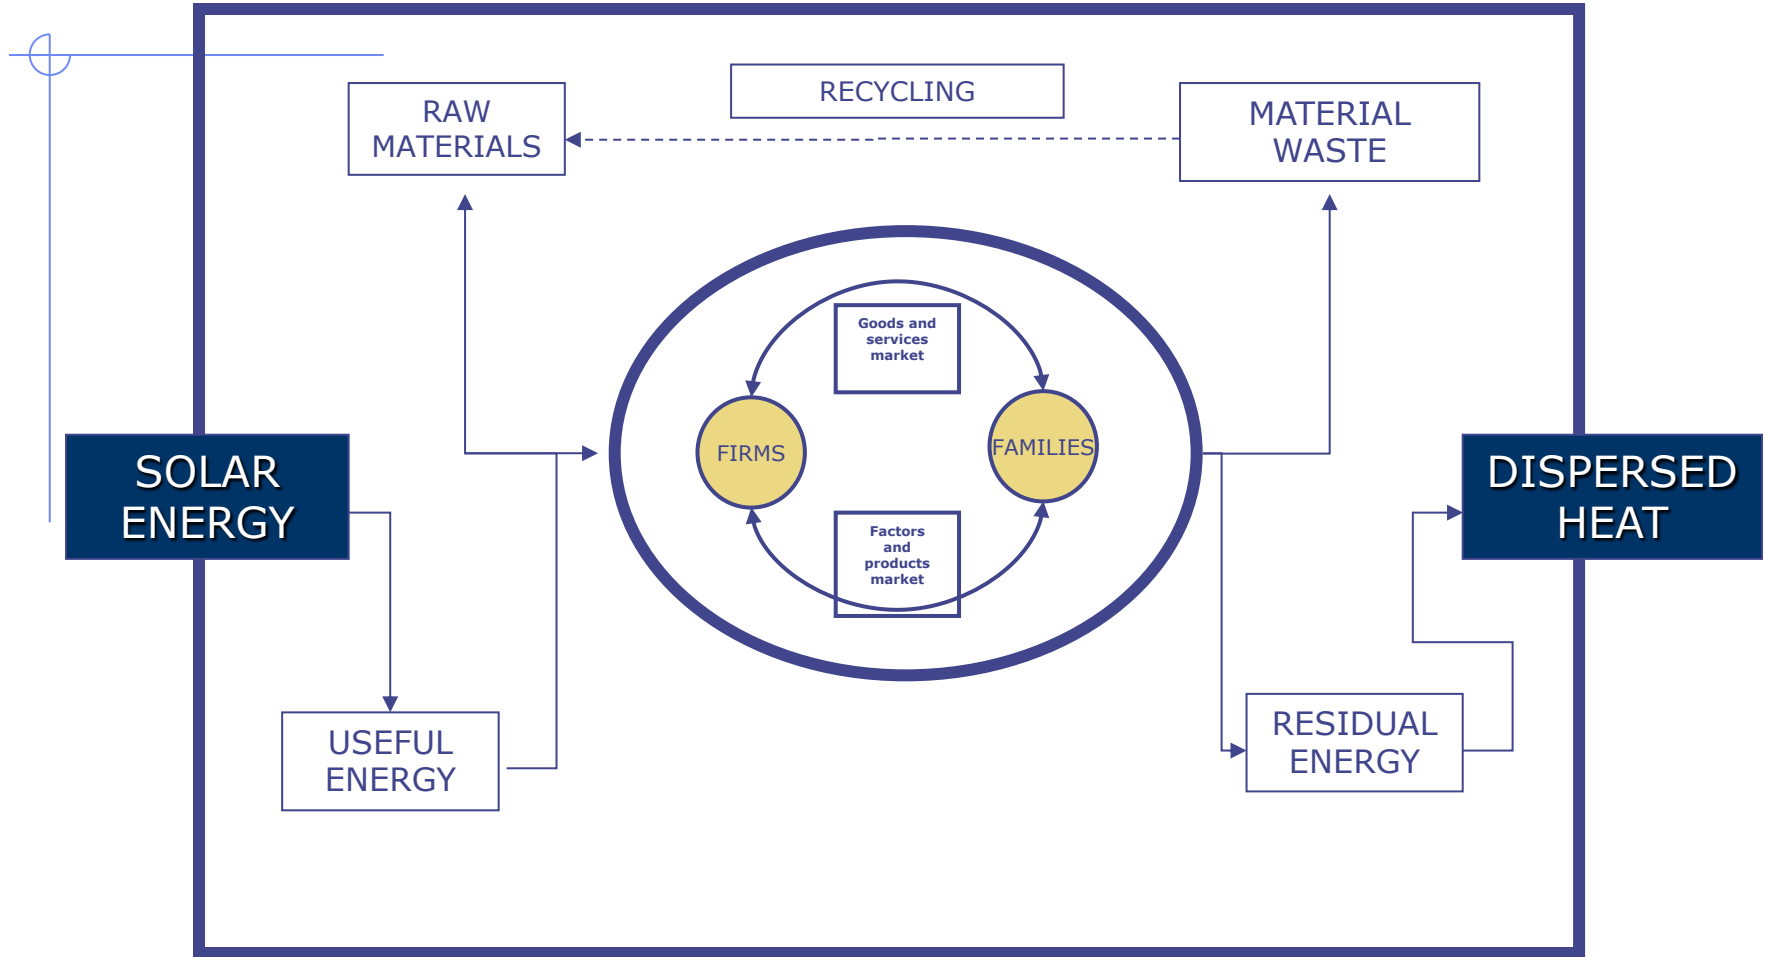 RECYCLING
RAW
MATERIALS
MATERIAL
WASTE
Goods and
services
market
FIRMS
FAMILIES
SOLAR
ENERGY
DISPERSED
HEAT
Factors
and
products
market
USEFUL
ENERGY
RESIDUAL
ENERGY